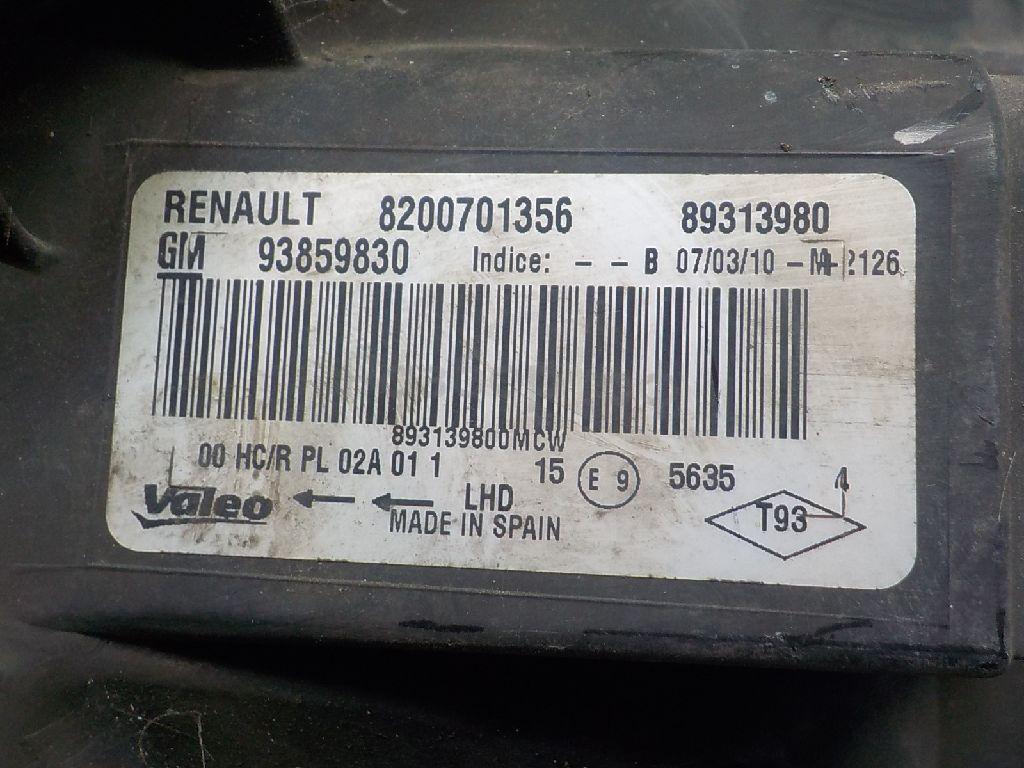 RENAULT 8200701356 89313980
GM 93859830 Indice: - - B 07/03/10 - 2126
893139800MCW
00 HC/R PL 02A 01 1 15 E 9 5635
Valeo ← ← LHD T93 4
MADE IN SPAIN